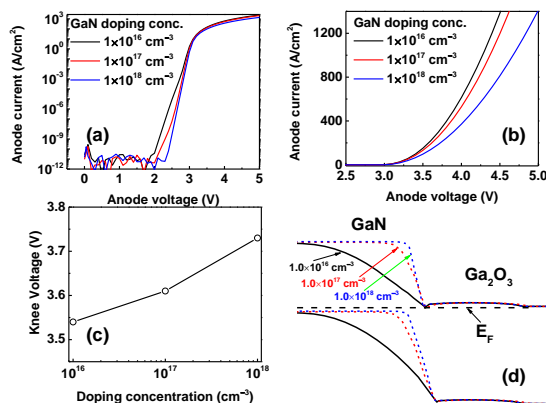 GaN doping conc.
1×10^16 cm^-3
1×10^17 cm^-3
1×10^18 cm^-3
(a)
Anode current (A/cm^2)
10^3
10^0
10^-3
10^-6
10^-9
10^-12
0 1 2 3 4 5
Anode voltage (V)
GaN doping conc.
1×10^16 cm^-3
1×10^17 cm^-3
1×10^18 cm^-3
(b)
Anode current (A/cm^2)
1200
800
400
0
2.5 3.0 3.5 4.0 4.5 5.0
Anode voltage (V)
Knee Voltage (V)
3.8
3.7
3.6
3.5
(c)
10^16 10^17 10^18
Doping concentration (cm^-3)
GaN
1.0×10^16 cm^-3
1.0×10^17 cm^-3
1.0×10^18 cm^-3
Ga2O3
E_F
(d)